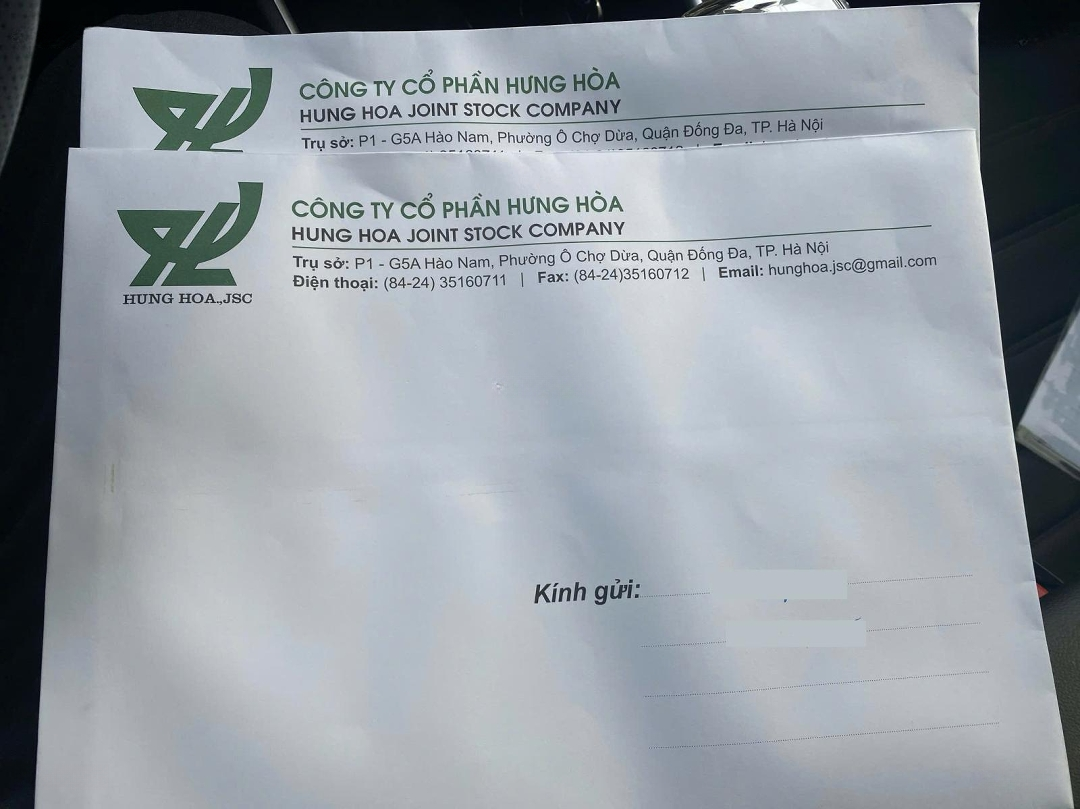 CÔNG TY CỔ PHẦN HƯNG HÒA
HUNG HOA JOINT STOCK COMPANY
Trụ sở: P1 - G5A Hào Nam, Phường Ô Chợ Dừa, Quận Đống Đa, TP. Hà Nội
CÔNG TY CỔ PHẦN HƯNG HÒA
HUNG HOA JOINT STOCK COMPANY
Trụ sở: P1 - G5A Hào Nam, Phường Ô Chợ Dừa, Quận Đống Đa, TP. Hà Nội
Điện thoại: (84-24) 35160711 | Fax: (84-24)35160712 | Email: hunghoa.jsc@gmail.com
HUNG HOA.,JSC
Kính gửi: